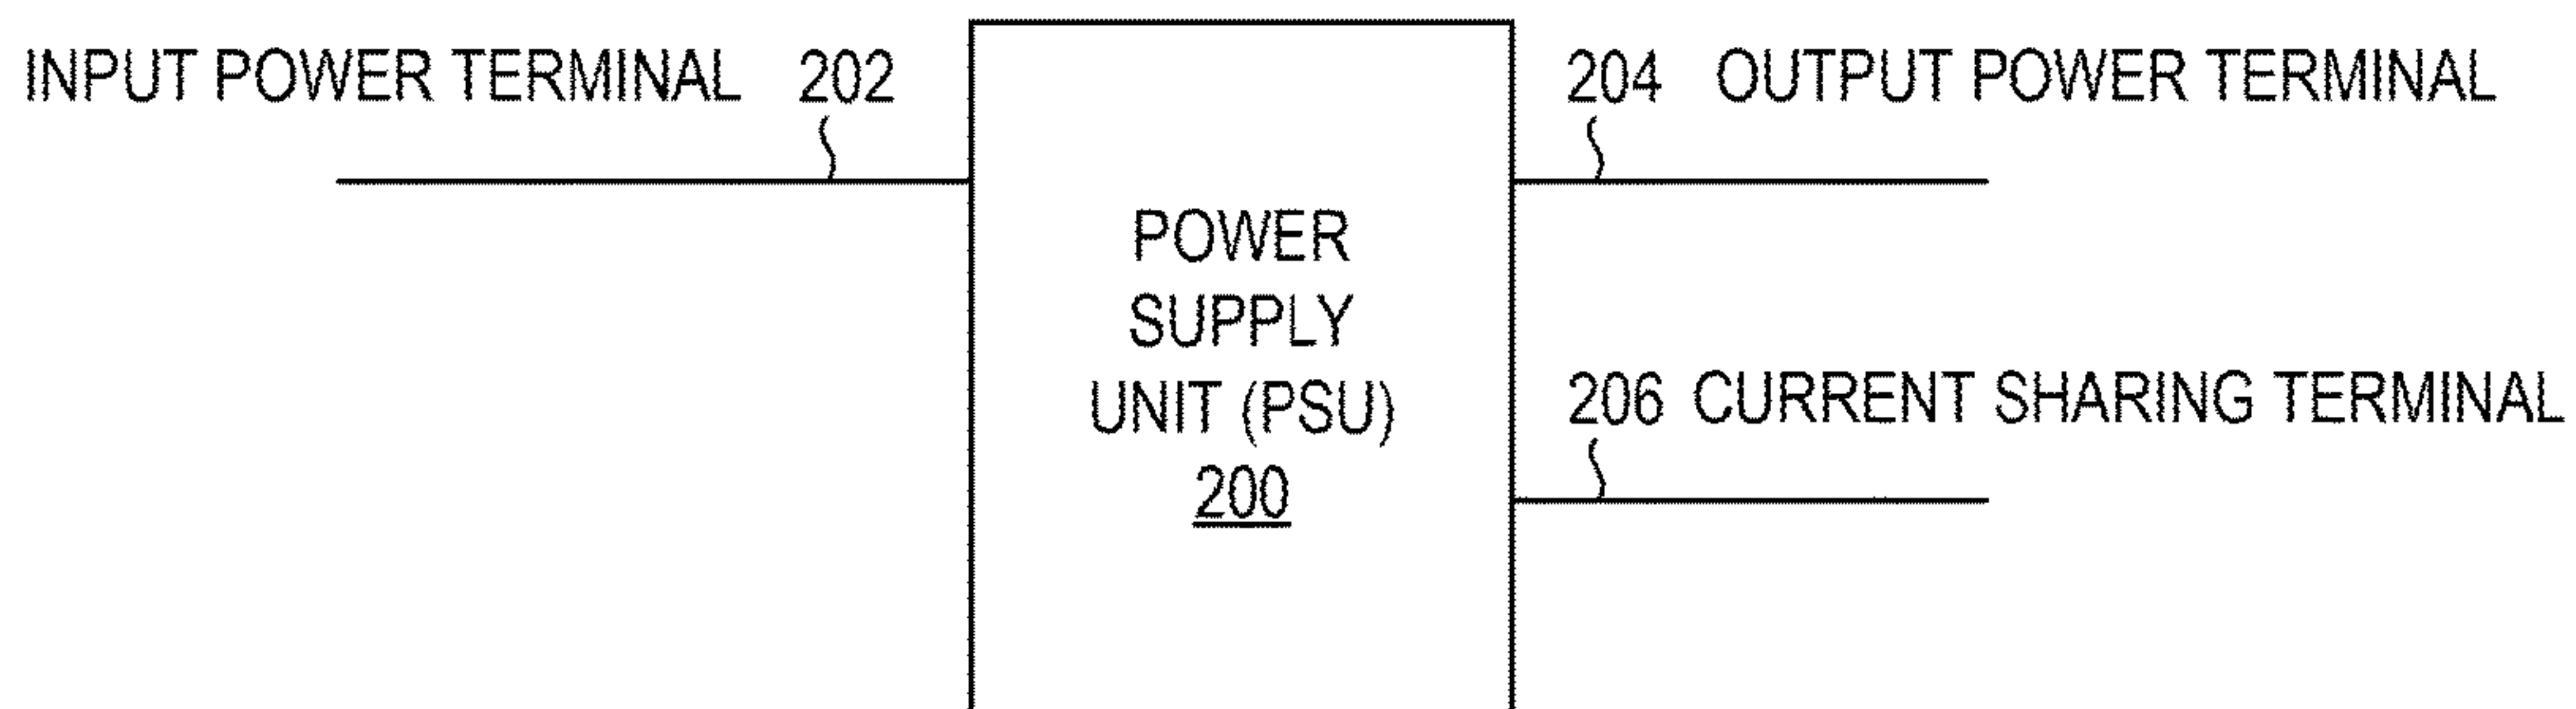 INPUT POWER TERMINAL 202
204 OUTPUT POWER TERMINAL
POWER
SUPPLY
UNIT (PSU)
200
206 CURRENT SHARING TERMINAL